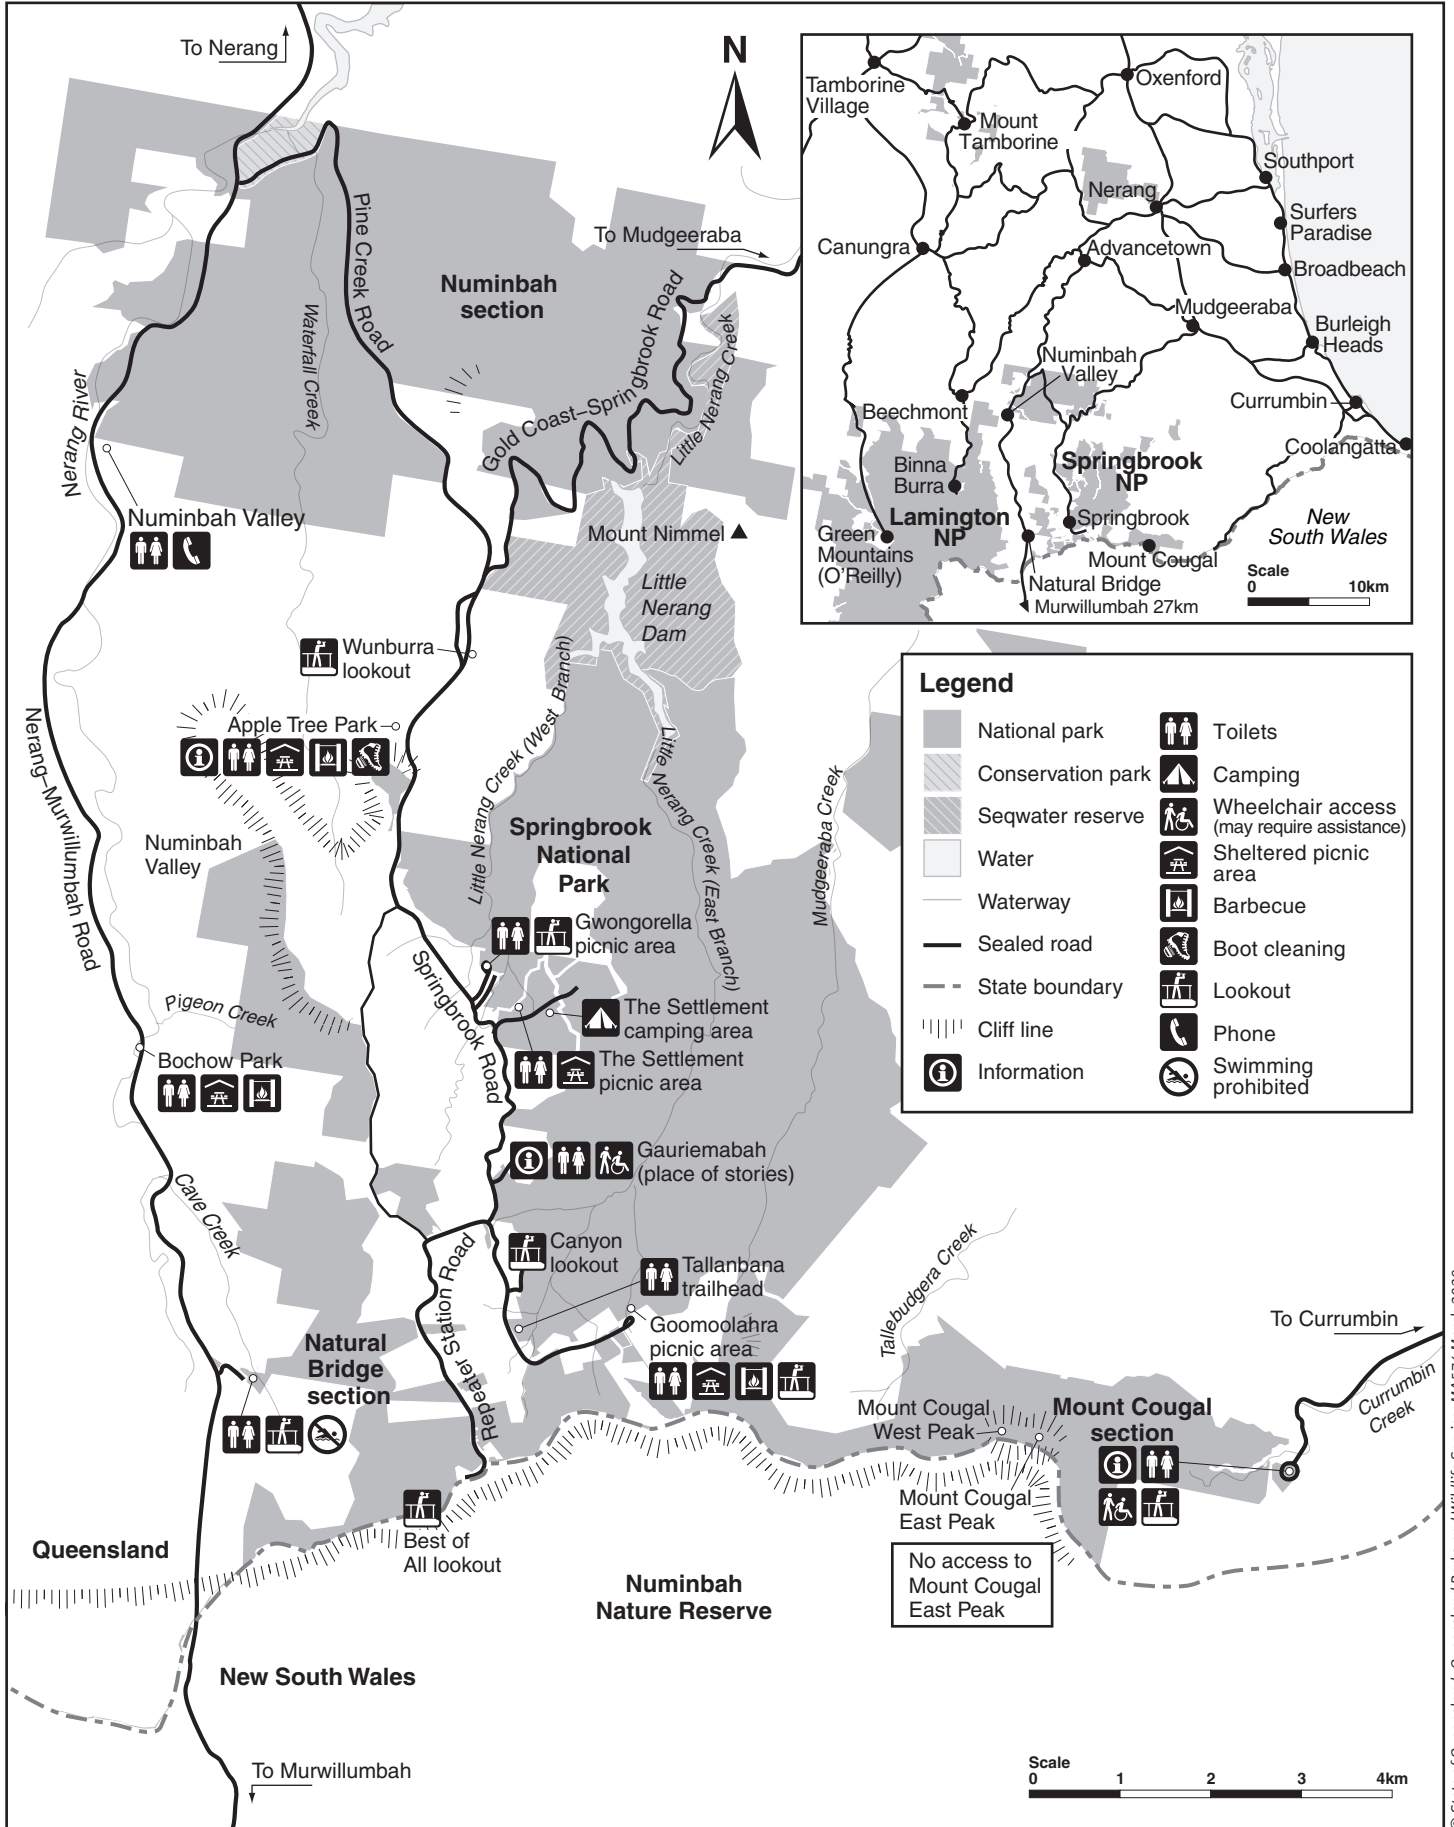 To Nerang
N
Pine Creek Road
Waterfall Creek
Numinbah
section
To Mudgeeraba
Gold Coast–Springbrook Road
Little Nerang Creek
Nerang River
Numinbah Valley
Mount Nimmel
Little
Nerang
Dam
Wunburra
lookout
Apple Tree Park
Nerang–Murwillumbah Road
Numinbah
Valley
Little Nerang Creek (West Branch)
Little Nerang Creek (East Branch)
Mudgeeraba Creek
Springbrook
National
Park
Gwongorella
picnic area
Springbrook Road
The Settlement
camping area
The Settlement
picnic area
Pigeon Creek
Bochow Park
Cave Creek
Gauriemabah
(place of stories)
Canyon
lookout
Tallanbana
trailhead
Goomoolahra
picnic area
Repeater Station Road
Natural
Bridge
section
Tallebudgera Creek
To Currumbin
Currumbin
Creek
Mount Cougal
West Peak
Mount Cougal
section
Mount Cougal
East Peak
No access to
Mount Cougal
East Peak
Best of
All lookout
Queensland
Numinbah
Nature Reserve
New South Wales
To Murwillumbah
Scale
0 1 2 3 4km
Tamborine
Village
Oxenford
Mount
Tamborine
Southport
Nerang
Surfers
Paradise
Canungra
Advancetown
Broadbeach
Mudgeeraba
Burleigh
Heads
Numinbah
Valley
Beechmont
Currumbin
Coolangatta
Binna
Burra
Springbrook
NP
Lamington
NP
Springbrook
Green
Mountains
(O'Reilly)
Mount Cougal
New
South Wales
Natural Bridge
Murwillumbah 27km
Scale
0 10km
Legend
National park
Conservation park
Seqwater reserve
Water
Waterway
Sealed road
State boundary
Cliff line
Information
Toilets
Camping
Wheelchair access
(may require assistance)
Sheltered picnic
area
Barbecue
Boot cleaning
Lookout
Phone
Swimming
prohibited